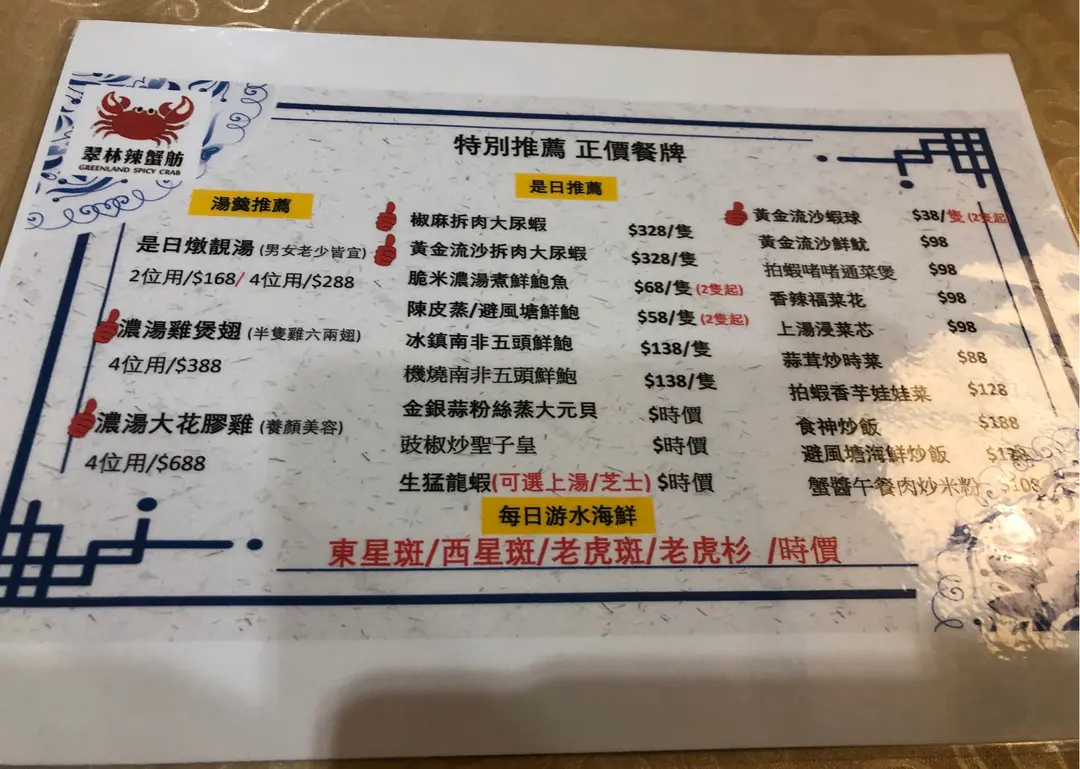 翠林辣蟹舫
GREENLAND SPICY CRAB
特別推薦 正價餐牌
湯羹推薦
是日燉靚湯 (男女老少皆宜)
2位用/$168/ 4位用/$288
濃湯雞煲翅 (半隻雞六兩翅)
4位用/$388
濃湯大花膠雞 (養顏美容)
4位用/$688
是日推薦
椒麻拆肉大尿蝦 $328/隻
黃金流沙拆肉大尿蝦 $328/隻
脆米濃湯煮鮮鮑魚 $68/隻 (2隻起)
陳皮蒸/避風塘鮮鮑 $58/隻 (2隻起)
冰鎮南非五頭鮮鮑 $138/隻
機燒南非五頭鮮鮑 $138/隻
金銀蒜粉絲蒸大元貝 $時價
豉椒炒聖子皇 $時價
生猛龍蝦(可選上湯/芝士) $時價
黃金流沙蝦球 $38/隻 (2隻起)
黃金流沙鮮魷 $98
拍蝦啫啫通菜煲 $98
香辣福菜花 $98
上湯浸菜芯 $98
蒜茸炒時菜 $88
拍蝦香芋娃娃菜 $128
食神炒飯 $188
避風塘海鮮炒飯
蟹醬午餐肉炒米粉 $108
每日游水海鮮
東星斑/西星斑/老虎斑/老虎杉 /時價